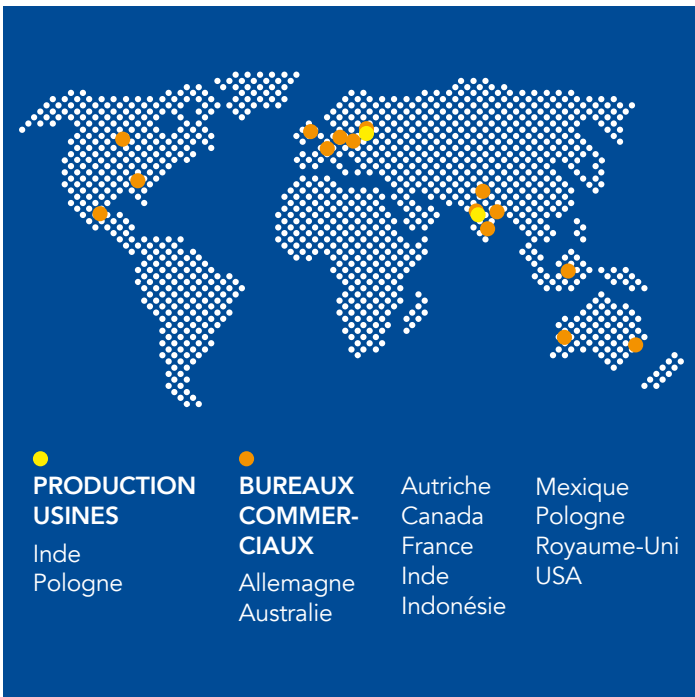 PRODUCTION
USINES
Inde
Pologne
BUREAUX
COMMER-
CIAUX
Allemagne
Australie
Autriche
Canada
France
Inde
Indonésie
Mexique
Pologne
Royaume-Uni
USA